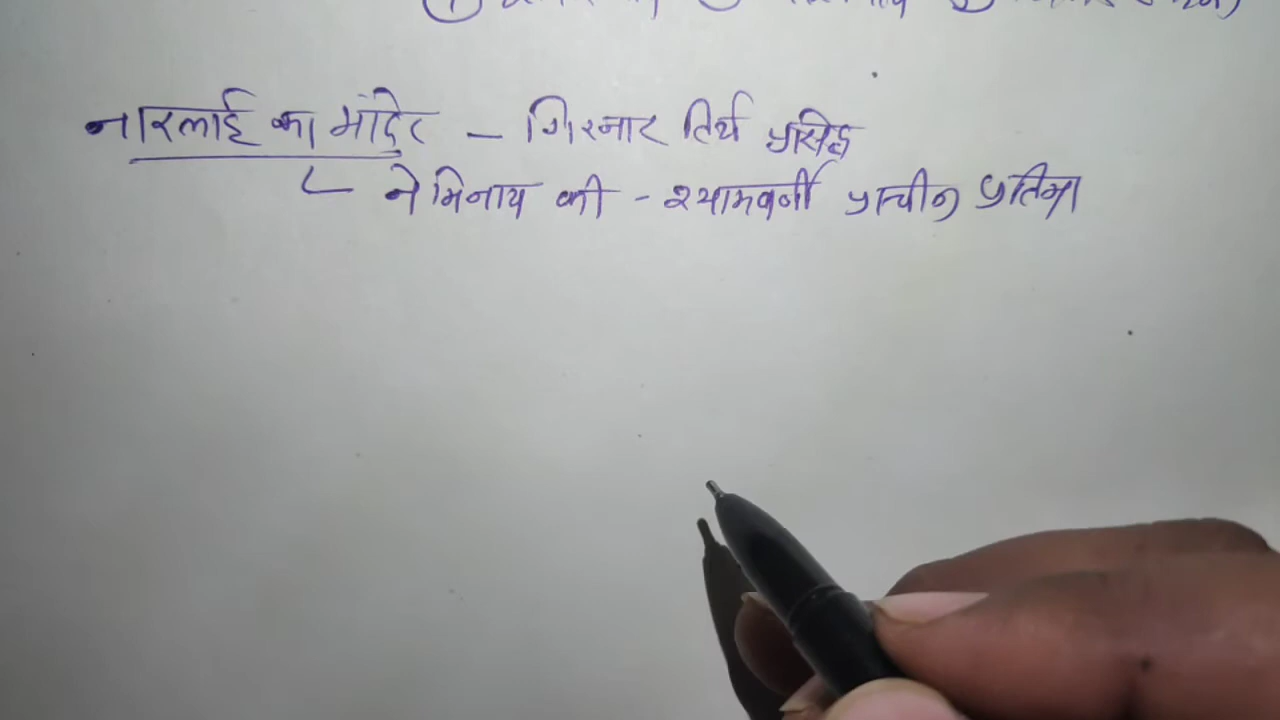 नारलाई का मंदिर – गिरनार तिर्थ प्रसिद्ध
नेमिनाथ की - श्यामवर्णी प्राचीन प्रतिमा